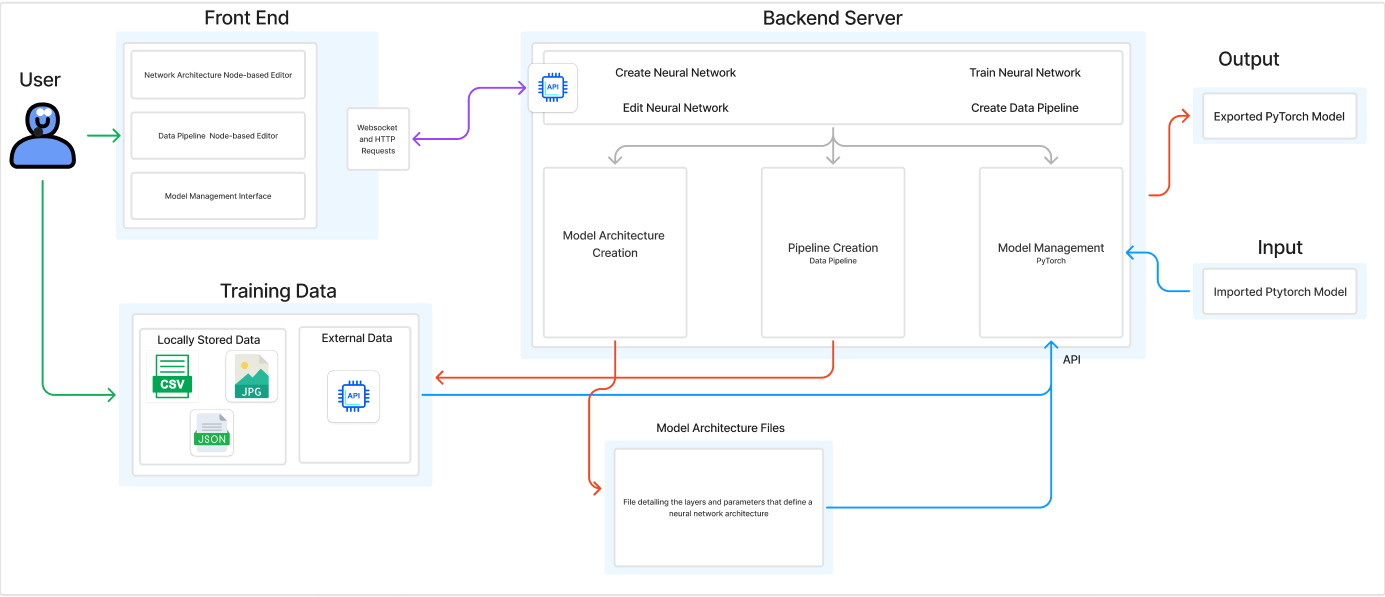 Front End
Backend Server
User
Network Architecture Node-based Editor
Data Pipeline Node-based Editor
Model Management Interface
Websocket
and HTTP
Requests
API
Create Neural Network
Train Neural Network
Edit Neural Network
Create Data Pipeline
Model Architecture
Creation
Pipeline Creation
Data Pipeline
Model Management
PyTorch
Output
Exported PyTorch Model
Input
Imported Ptytorch Model
Training Data
Locally Stored Data
CSV
JPG
JSON
External Data
API
API
Model Architecture Files
File detailing the layers and parameters that define a
neural network architecture